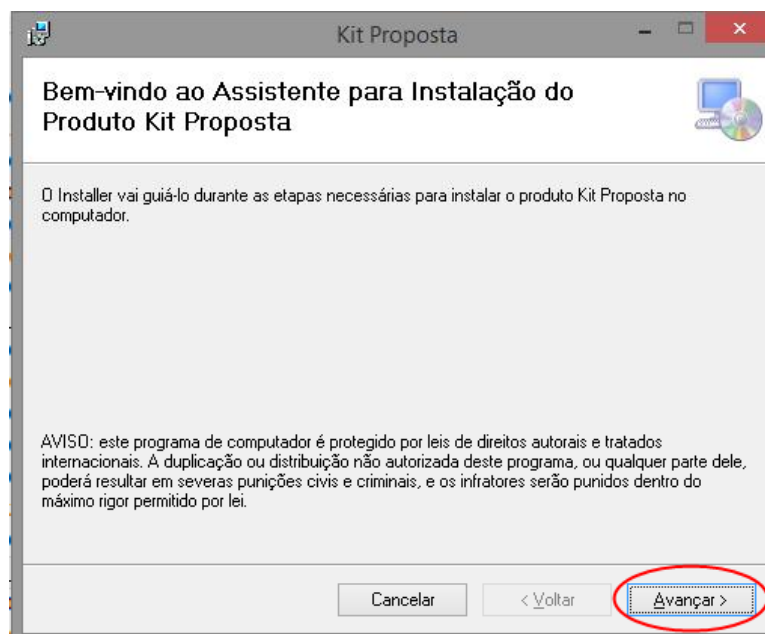 Kit Proposta
Bem-vindo ao Assistente para Instalação do
Produto Kit Proposta
O Installer vai guiá-lo durante as etapas necessárias para instalar o produto Kit Proposta no
computador.
AVISO: este programa de computador é protegido por leis de direitos autorais e tratados
internacionais. A duplicação ou distribuição não autorizada deste programa, ou qualquer parte dele,
poderá resultar em severas punições civis e criminais, e os infratores serão punidos dentro do
máximo rigor permitido por lei.
Cancelar < Voltar Avançar >